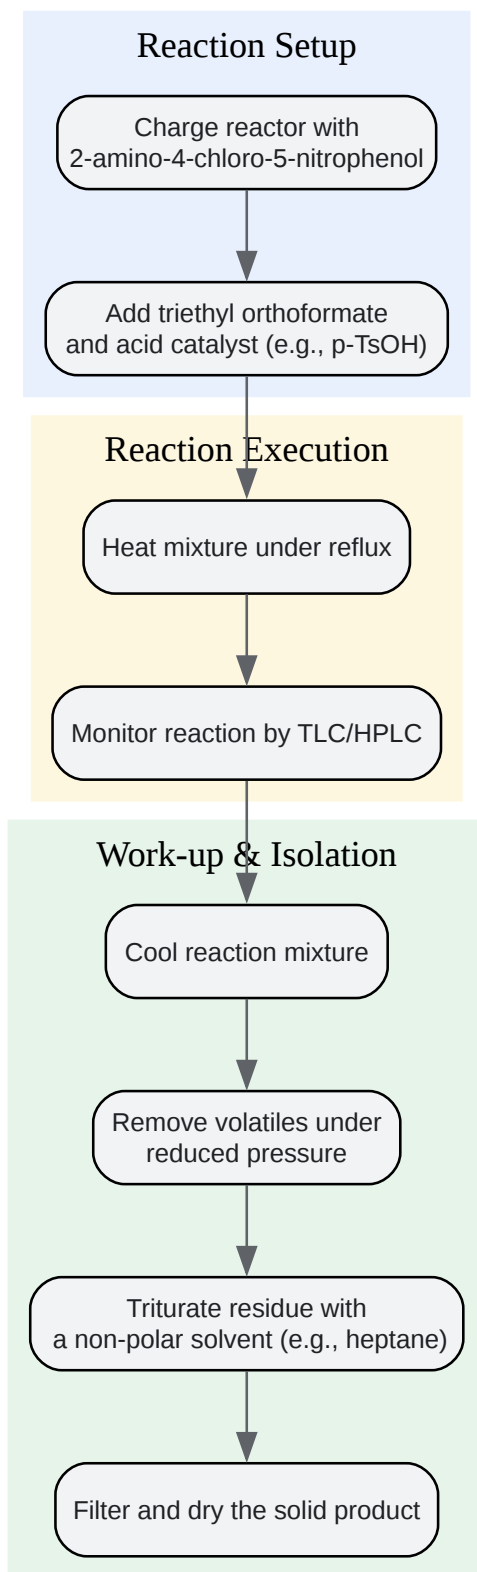 Reaction Setup
Charge reactor with
2-amino-4-chloro-5-nitrophenol
Add triethyl orthoformate
and acid catalyst (e.g., p-TsOH)
Reaction Execution
Heat mixture under reflux
Monitor reaction by TLC/HPLC
Work-up & Isolation
Cool reaction mixture
Remove volatiles under
reduced pressure
Triturate residue with
a non-polar solvent (e.g., heptane)
Filter and dry the solid product